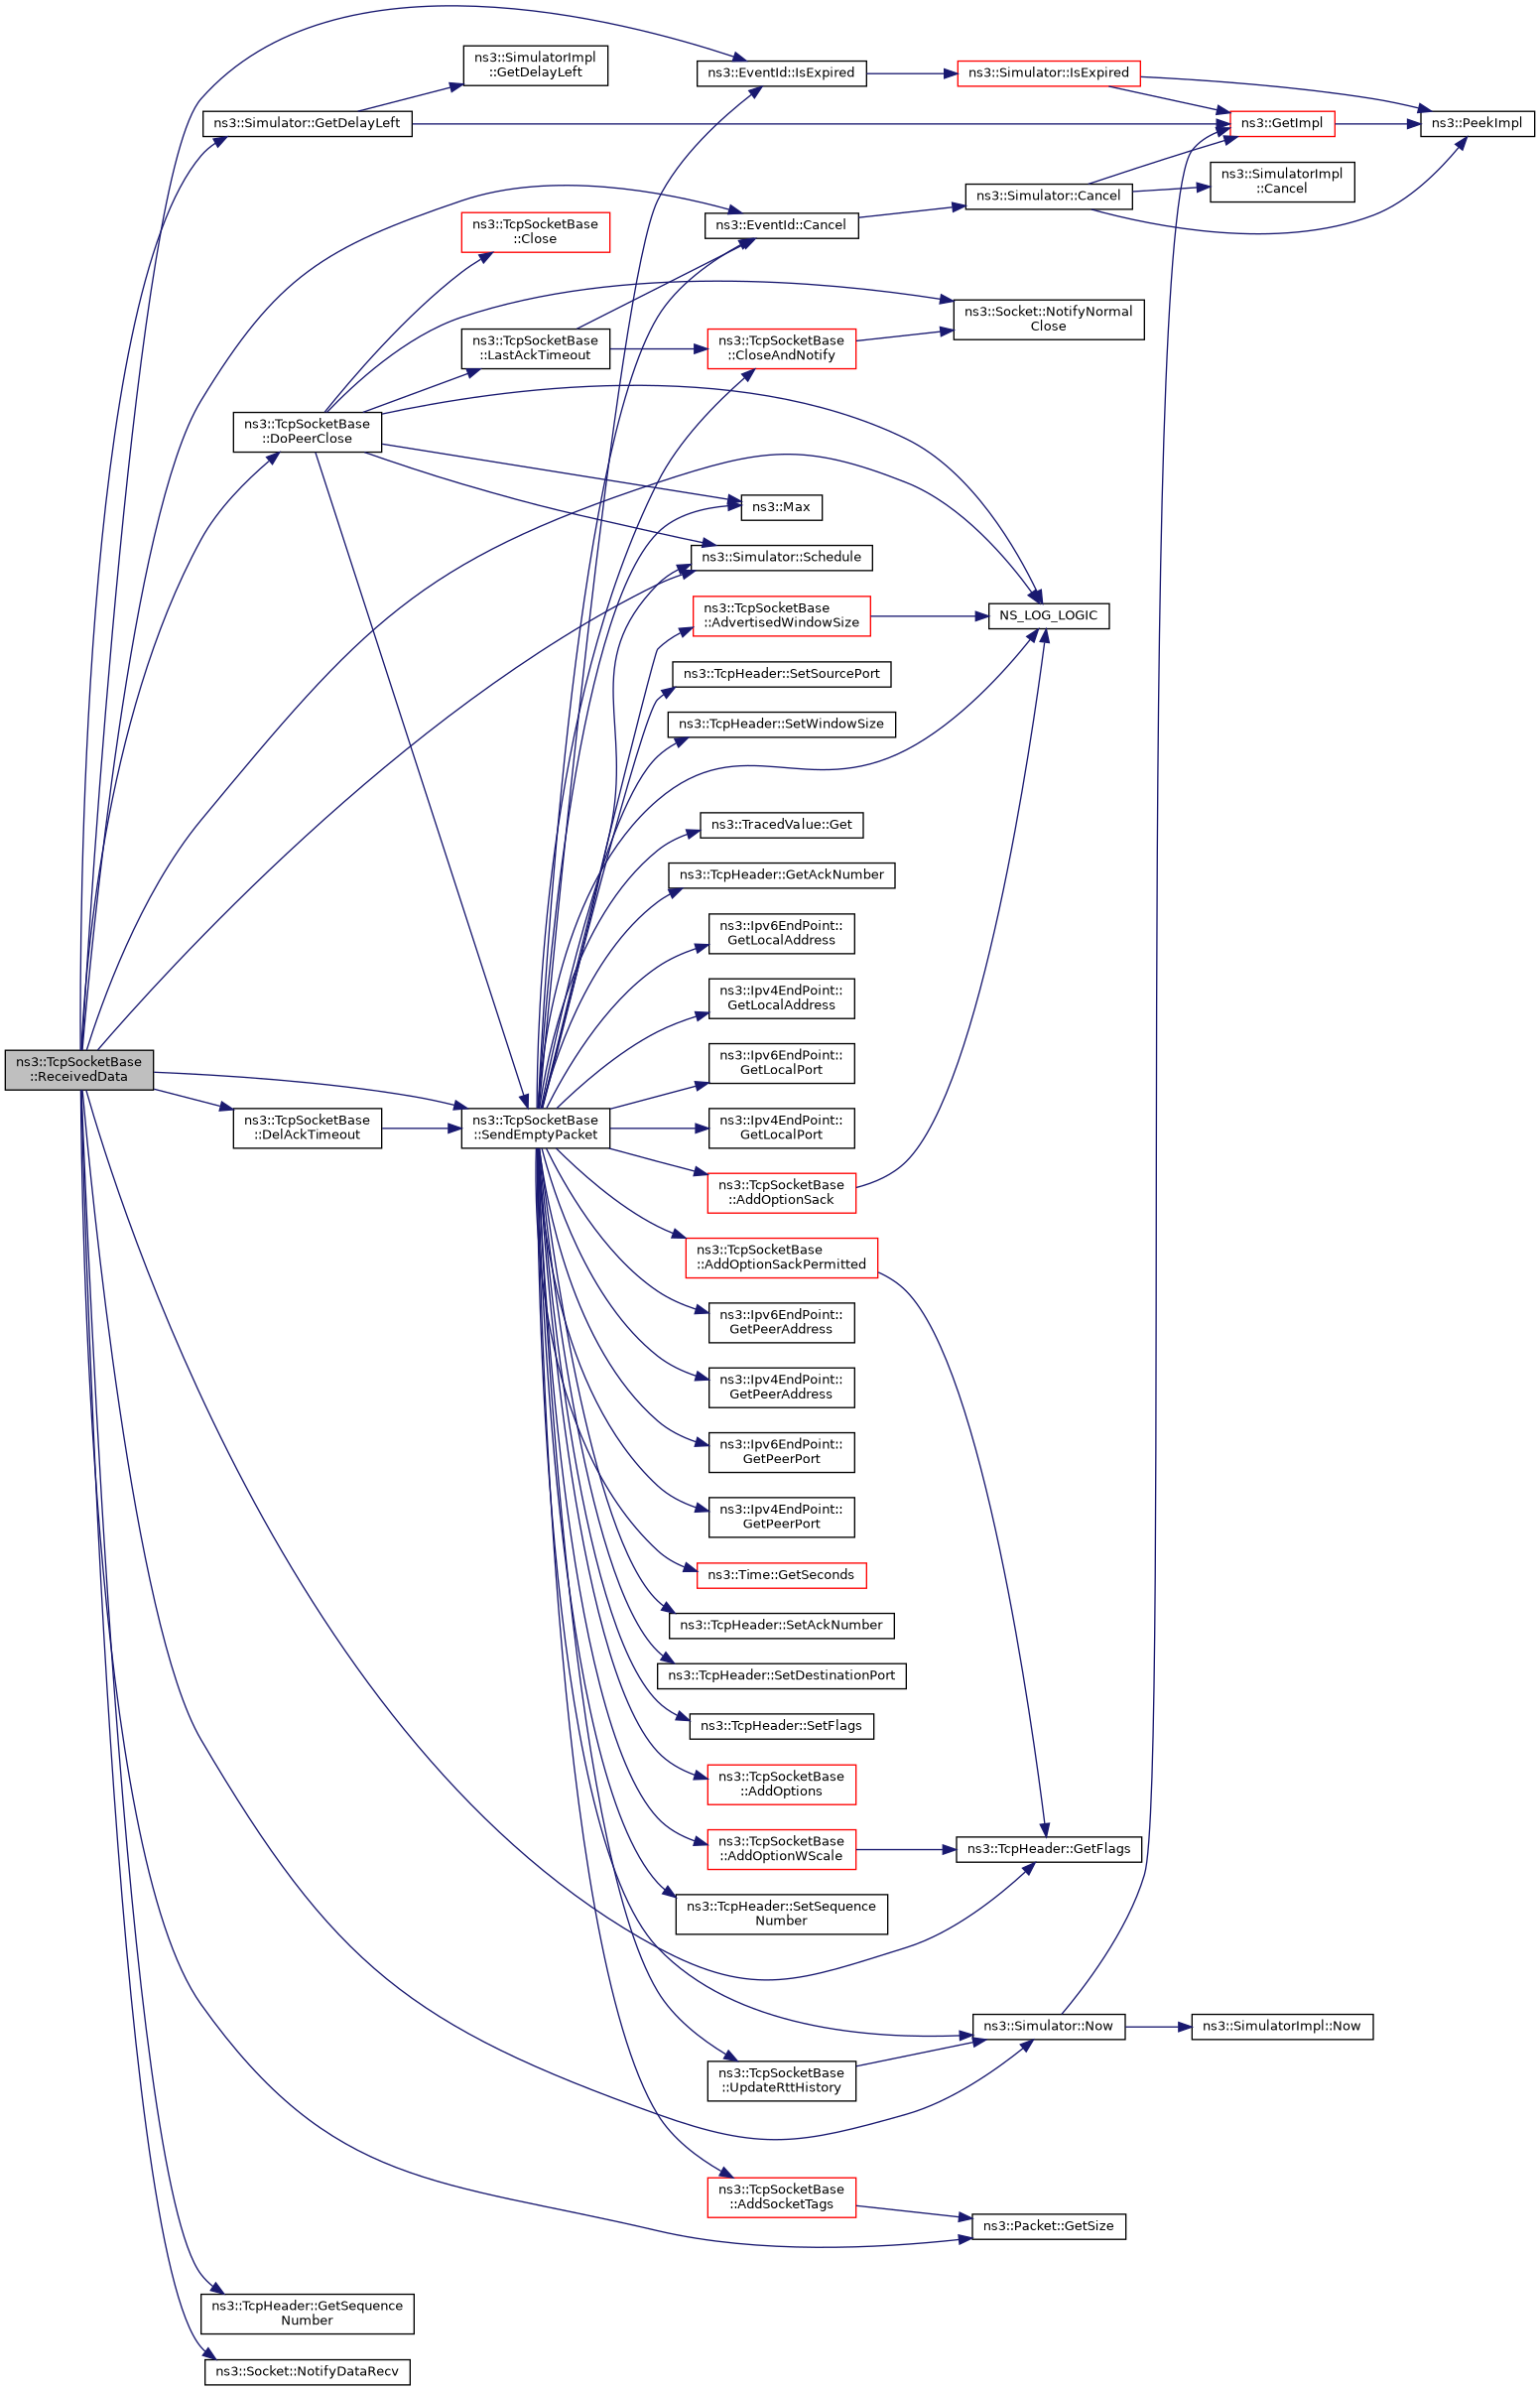 ns3::SimulatorImpl
::GetDelayLeft
ns3::EventId::IsExpired
ns3::Simulator::IsExpired
ns3::Simulator::GetDelayLeft
ns3::GetImpl
ns3::PeekImpl
ns3::SimulatorImpl
::Cancel
ns3::Simulator::Cancel
ns3::TcpSocketBase
::Close
ns3::EventId::Cancel
ns3::Socket::NotifyNormal
Close
ns3::TcpSocketBase
::LastAckTimeout
ns3::TcpSocketBase
::CloseAndNotify
ns3::TcpSocketBase
::DoPeerClose
ns3::Max
ns3::Simulator::Schedule
ns3::TcpSocketBase
::AdvertisedWindowSize
NS_LOG_LOGIC
ns3::TcpHeader::SetSourcePort
ns3::TcpHeader::SetWindowSize
ns3::TracedValue::Get
ns3::TcpHeader::GetAckNumber
ns3::Ipv6EndPoint::
GetLocalAddress
ns3::Ipv4EndPoint::
GetLocalAddress
ns3::Ipv6EndPoint::
GetLocalPort
ns3::TcpSocketBase
::ReceivedData
ns3::TcpSocketBase
::DelAckTimeout
ns3::TcpSocketBase
::SendEmptyPacket
ns3::Ipv4EndPoint::
GetLocalPort
ns3::TcpSocketBase
::AddOptionSack
ns3::TcpSocketBase
::AddOptionSackPermitted
ns3::Ipv6EndPoint::
GetPeerAddress
ns3::Ipv4EndPoint::
GetPeerAddress
ns3::Ipv6EndPoint::
GetPeerPort
ns3::Ipv4EndPoint::
GetPeerPort
ns3::Time::GetSeconds
ns3::TcpHeader::SetAckNumber
ns3::TcpHeader::SetDestinationPort
ns3::TcpHeader::SetFlags
ns3::TcpSocketBase
::AddOptions
ns3::TcpSocketBase
::AddOptionWScale
ns3::TcpHeader::GetFlags
ns3::TcpHeader::SetSequence
Number
ns3::Simulator::Now
ns3::SimulatorImpl::Now
ns3::TcpSocketBase
::UpdateRttHistory
ns3::TcpSocketBase
::AddSocketTags
ns3::Packet::GetSize
ns3::TcpHeader::GetSequence
Number
ns3::Socket::NotifyDataRecv